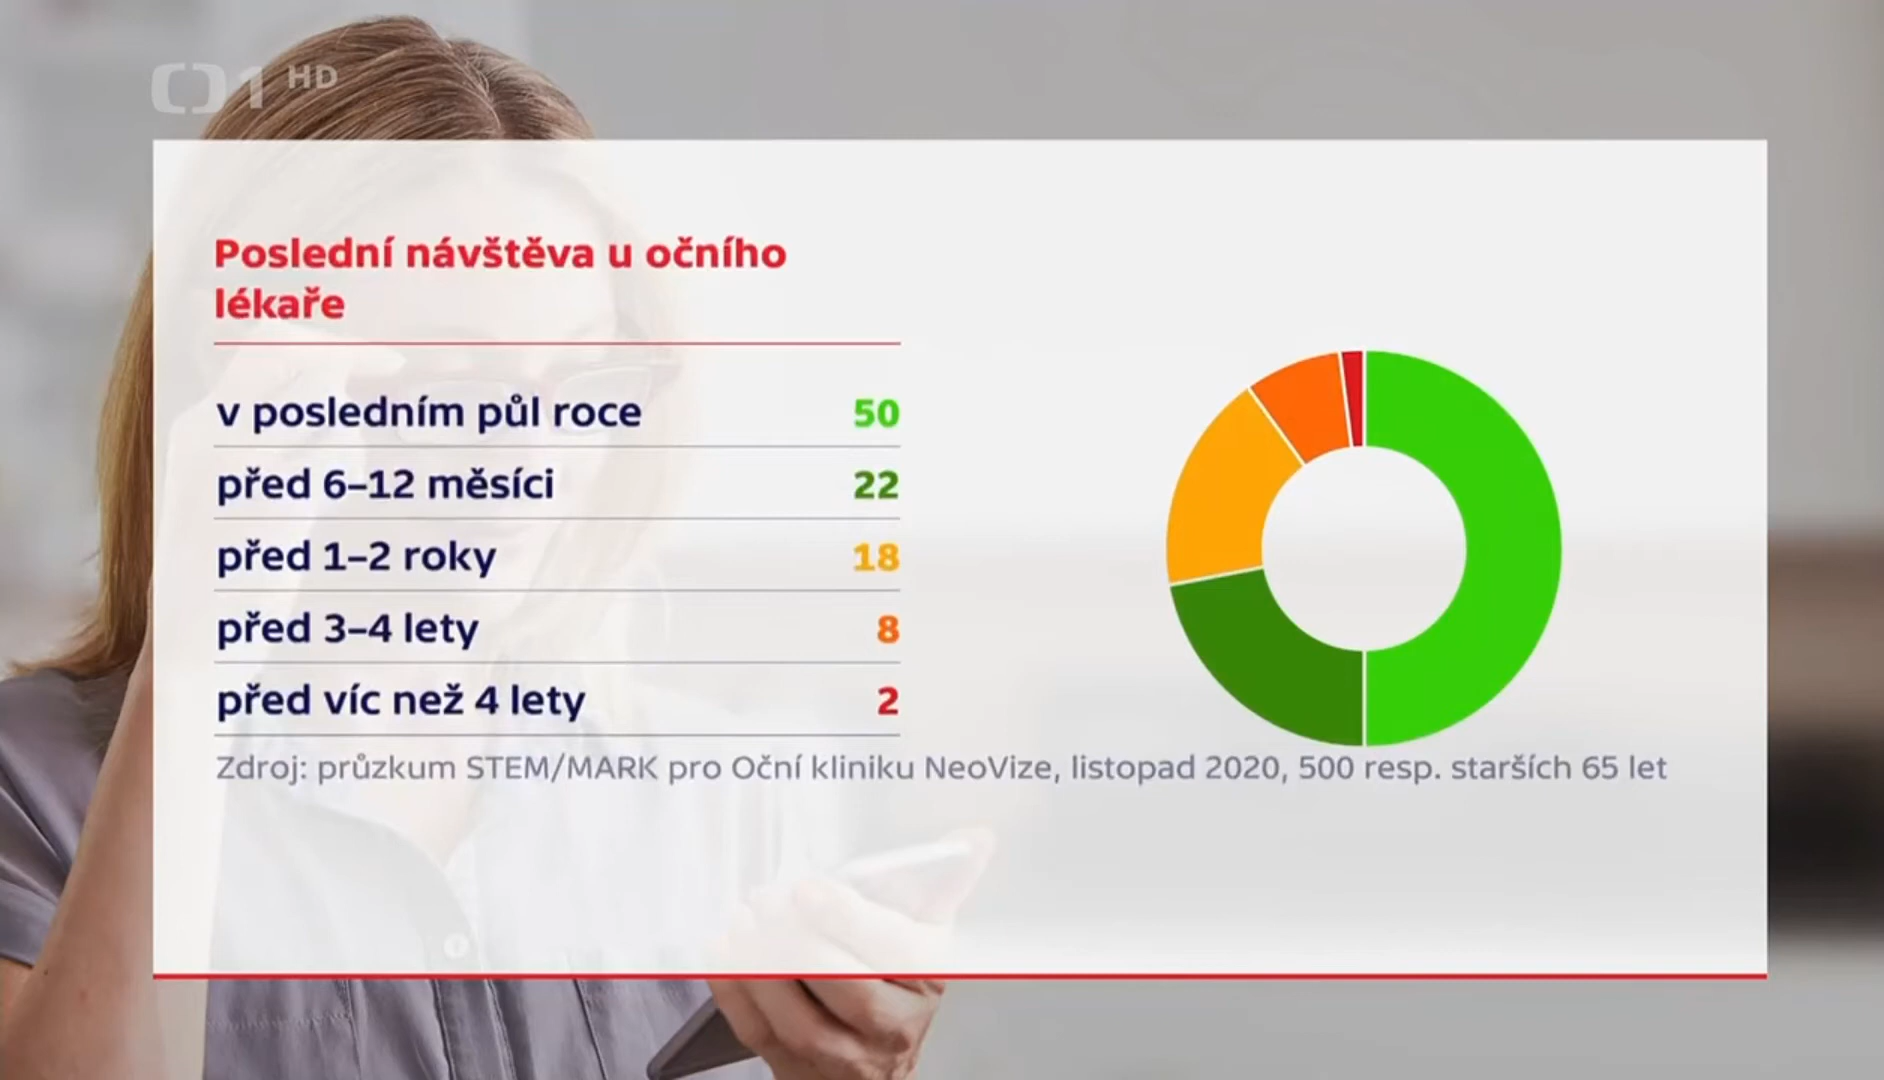 1 HD
Poslední návštěva u očního
lékaře
v posledním půl roce 50
před 6–12 měsíci 22
před 1–2 roky 18
před 3–4 lety 8
před víc než 4 lety 2
Zdroj: průzkum STEM/MARK pro Oční kliniku NeoVize, listopad 2020, 500 resp. starších 65 let